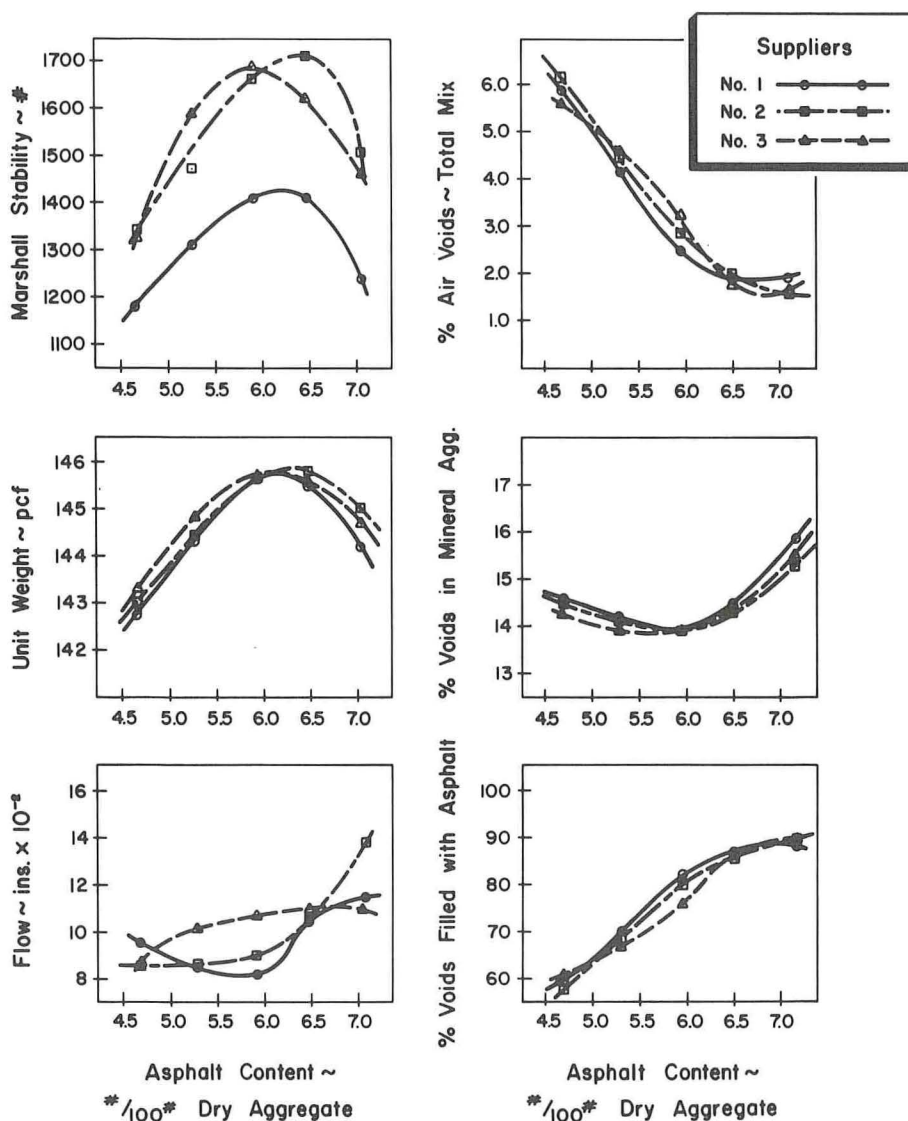 Suppliers
No. 1
No. 2
No. 3
Marshall Stability ~ #
1700
1600
1500
1400
1300
1200
1100
4.5 5.0 5.5 6.0 6.5 7.0
% Air Voids ~ Total Mix
6.0
5.0
4.0
3.0
2.0
1.0
4.5 5.0 5.5 6.0 6.5 7.0
Unit Weight ~ pcf
146
145
144
143
142
4.5 5.0 5.5 6.0 6.5 7.0
% Voids in Mineral Agg.
17
16
15
14
13
4.5 5.0 5.5 6.0 6.5 7.0
Flow ~ ins. x 10⁻²
16
14
12
10
8
4.5 5.0 5.5 6.0 6.5 7.0
Asphalt Content ~
#/100# Dry Aggregate
% Voids Filled with Asphalt
100
90
80
70
60
4.5 5.0 5.5 6.0 6.5 7.0
Asphalt Content ~
#/100# Dry Aggregate